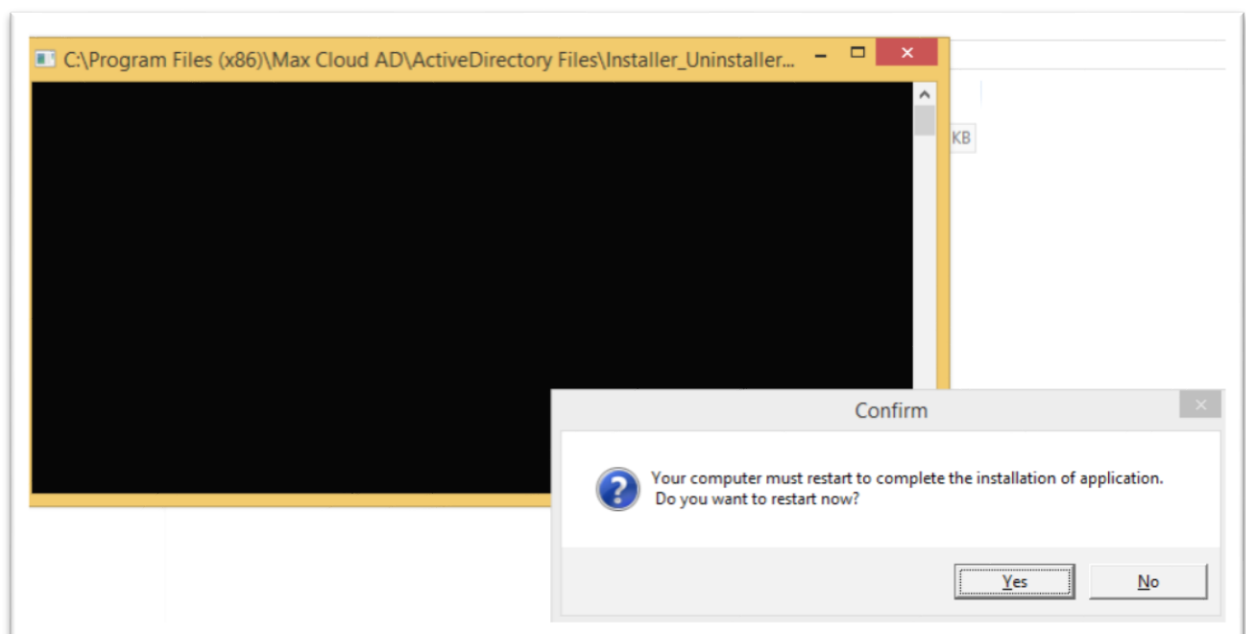 C:\Program Files (x86)\Max Cloud AD\ActiveDirectory Files\Installer_Uninstaller...
KB
Confirm
Your computer must restart to complete the installation of application.
Do you want to restart now?
Yes
No